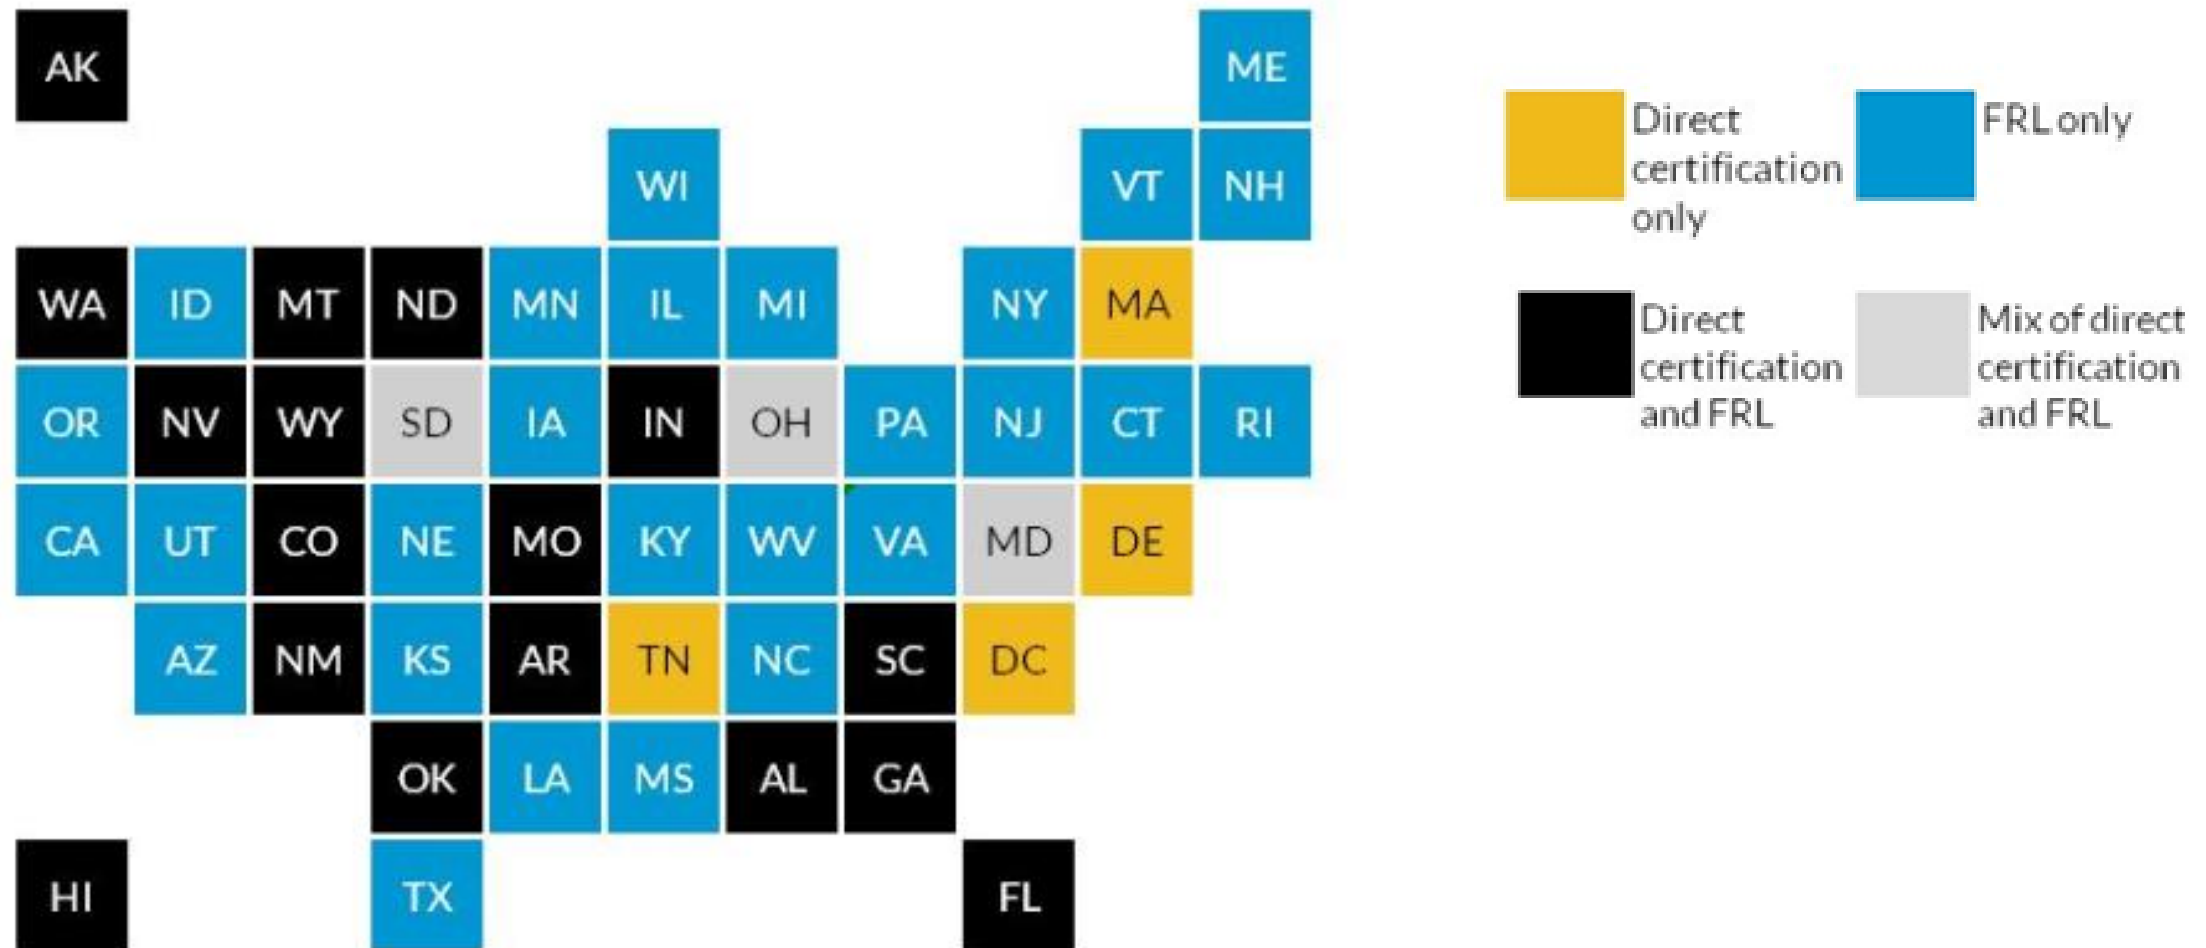 AK ME
WI VT NH
WA ID MT ND MN IL MI NY MA
OR NV WY SD IA IN OH PA NJ CT RI
CA UT CO NE MO KY WV VA MD DE
AZ NM KS AR TN NC SC DC
OK LA MS AL GA
HI TX FL
Direct
certification
only
FRL only
Direct
certification
and FRL
Mix of direct
certification
and FRL